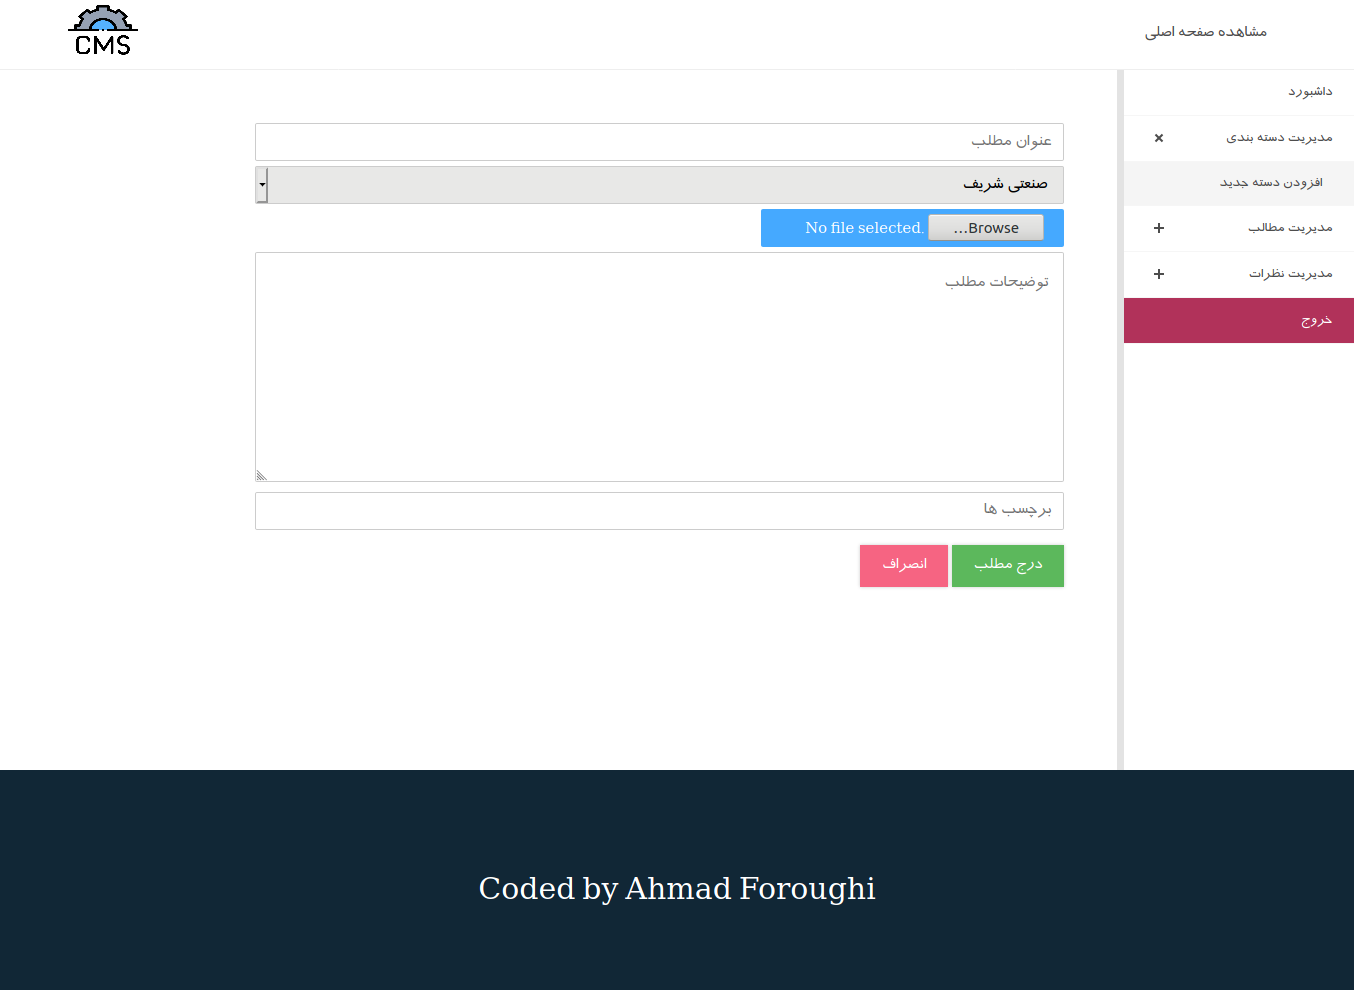 مشاهده صفحه اصلی
CMS
داشبورد
مدیریت دسته بندی
افزودن دسته جدید
مدیریت مطالب
مدیریت نظرات
خروج
عنوان مطلب
صنعتی شریف
Browse... No file selected.
توضیحات مطلب
برچسب ها
درج مطلب
انصراف
Coded by Ahmad Foroughi